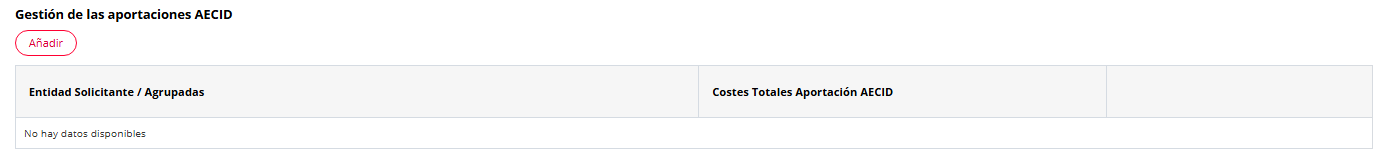 Gestión de las aportaciones AECID
Añadir
Entidad Solicitante / Agrupadas
Costes Totales Aportación AECID
No hay datos disponibles